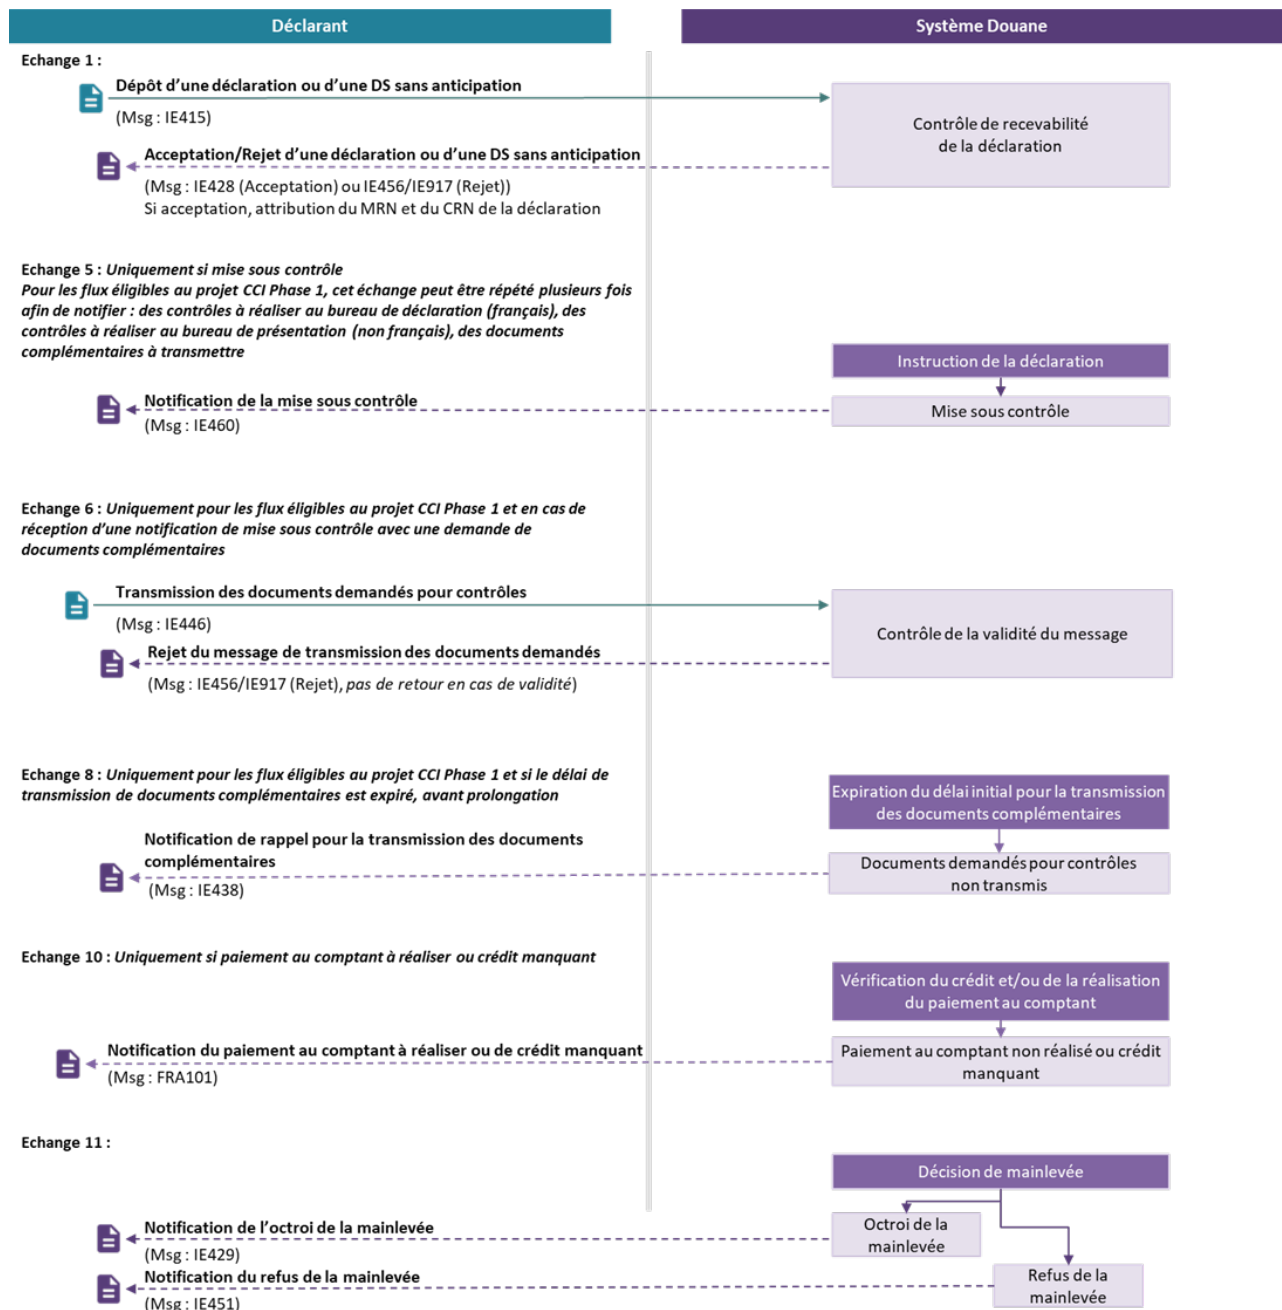 Déclarant
Système Douane
Echange 1 :
Dépôt d'une déclaration ou d'une DS sans anticipation
(Msg : IE415)
Contrôle de recevabilité
de la déclaration
Acceptation/Rejet d'une déclaration ou d'une DS sans anticipation
(Msg : IE428 (Acceptation) ou IE456/IE917 (Rejet))
Si acceptation, attribution du MRN et du CRN de la déclaration
Echange 5 : Uniquement si mise sous contrôle
Pour les flux éligibles au projet CCI Phase 1, cet échange peut être répété plusieurs fois
afin de notifier : des contrôles à réaliser au bureau de déclaration (français), des
contrôles à réaliser au bureau de présentation (non français), des documents
complémentaires à transmettre
Instruction de la déclaration
Notification de la mise sous contrôle
(Msg : IE460)
Mise sous contrôle
Echange 6 : Uniquement pour les flux éligibles au projet CCI Phase 1 et en cas de
réception d'une notification de mise sous contrôle avec une demande de
documents complémentaires
Transmission des documents demandés pour contrôles
(Msg : IE446)
Contrôle de la validité du message
Rejet du message de transmission des documents demandés
(Msg : IE456/IE917 (Rejet), pas de retour en cas de validité)
Echange 8 : Uniquement pour les flux éligibles au projet CCI Phase 1 et si le délai de
transmission de documents complémentaires est expiré, avant prolongation
Expiration du délai initial pour la transmission
des documents complémentaires
Notification de rappel pour la transmission des documents
complémentaires
(Msg : IE438)
Documents demandés pour contrôles
non transmis
Echange 10 : Uniquement si paiement au comptant à réaliser ou crédit manquant
Vérification du crédit et/ou de la réalisation
du paiement au comptant
Notification du paiement au comptant à réaliser ou de crédit manquant
(Msg : FRA101)
Paiement au comptant non réalisé ou crédit
manquant
Echange 11 :
Décision de mainlevée
Notification de l'octroi de la mainlevée
(Msg : IE429)
Octroi de la
mainlevée
Notification du refus de la mainlevée
(Msg : IE451)
Refus de la
mainlevée